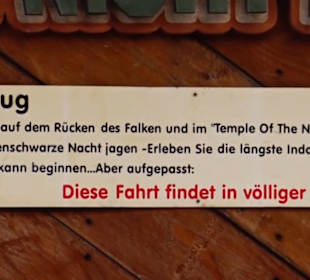 ug
auf dem Rücken des Falken und im "Temple Of The N
enschwarze Nacht jagen -Erleben Sie die längste Indo
kann beginnen...Aber aufgepasst:
Diese Fahrt findet in völliger